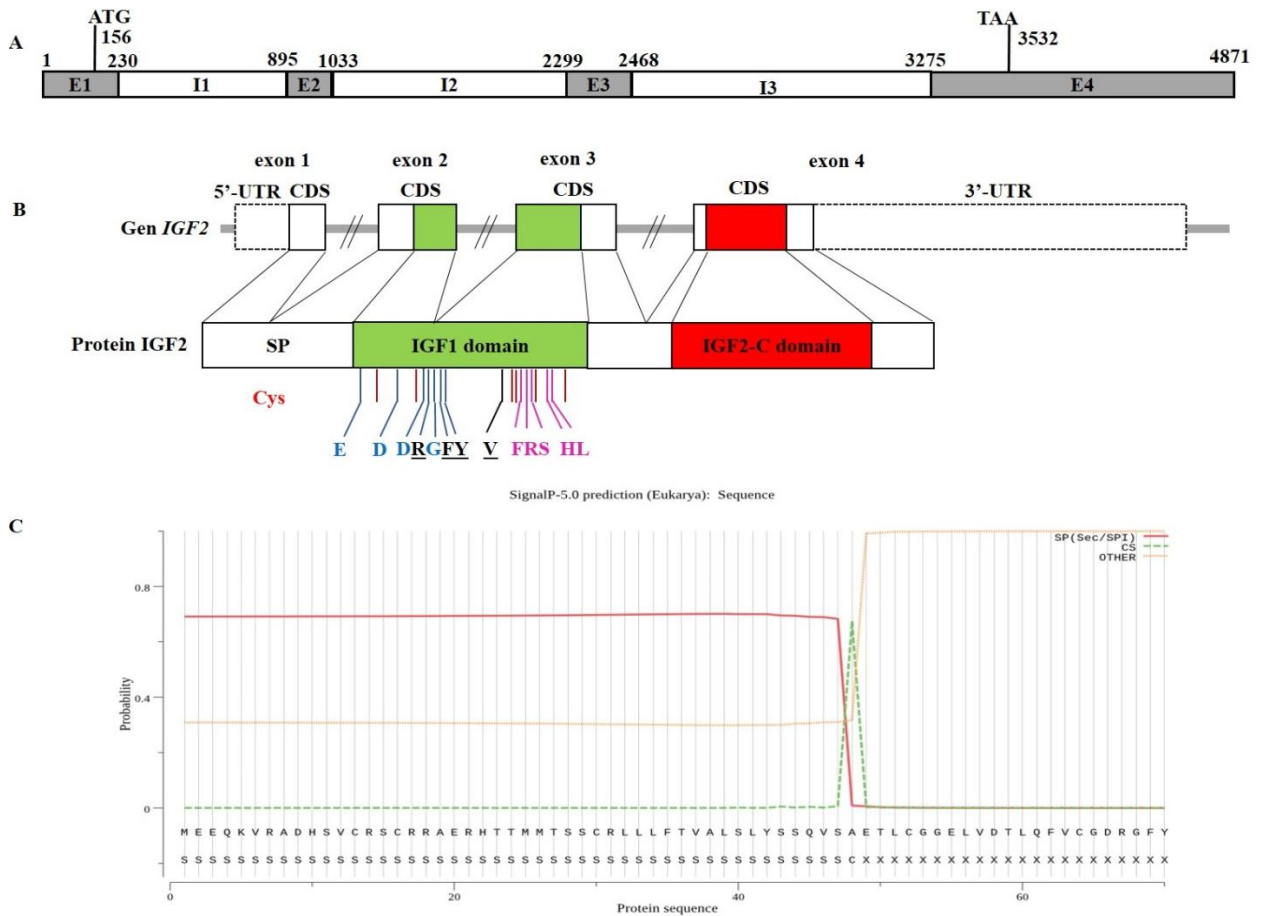 A
ATG
TAA
156
3532
1 230 895 1033 2299 2468 3275 4871
E1 I1 E2 I2 E3 I3 E4
B
exon 1 exon 2 exon 3 exon 4
5’-UTR CDS CDS CDS CDS 3’-UTR
Gen IGF2
Protein IGF2 SP IGF1 domain IGF2-C domain
Cys
E D DRGFY V FRS HL
SignalP-5.0 prediction (Eukarya): Sequence
C
SP(Sec/SPI)
CS
OTHER
0.8
0.4
0
Probability
M E E Q K V R A D H S V C R S C R R A E R H T T M M T S S C R L L L F T V A L S L Y S S Q V S A E T L C G G E L V D T L Q F V C G D R G F Y
S S S S S S S S S S S S S S S S S S S S S S S S S S S S S S S S S S S S S S S S S S S S S S S C X X X X X X X X X X X X X X X X X X X X X X
0 20 40 60
Protein sequence